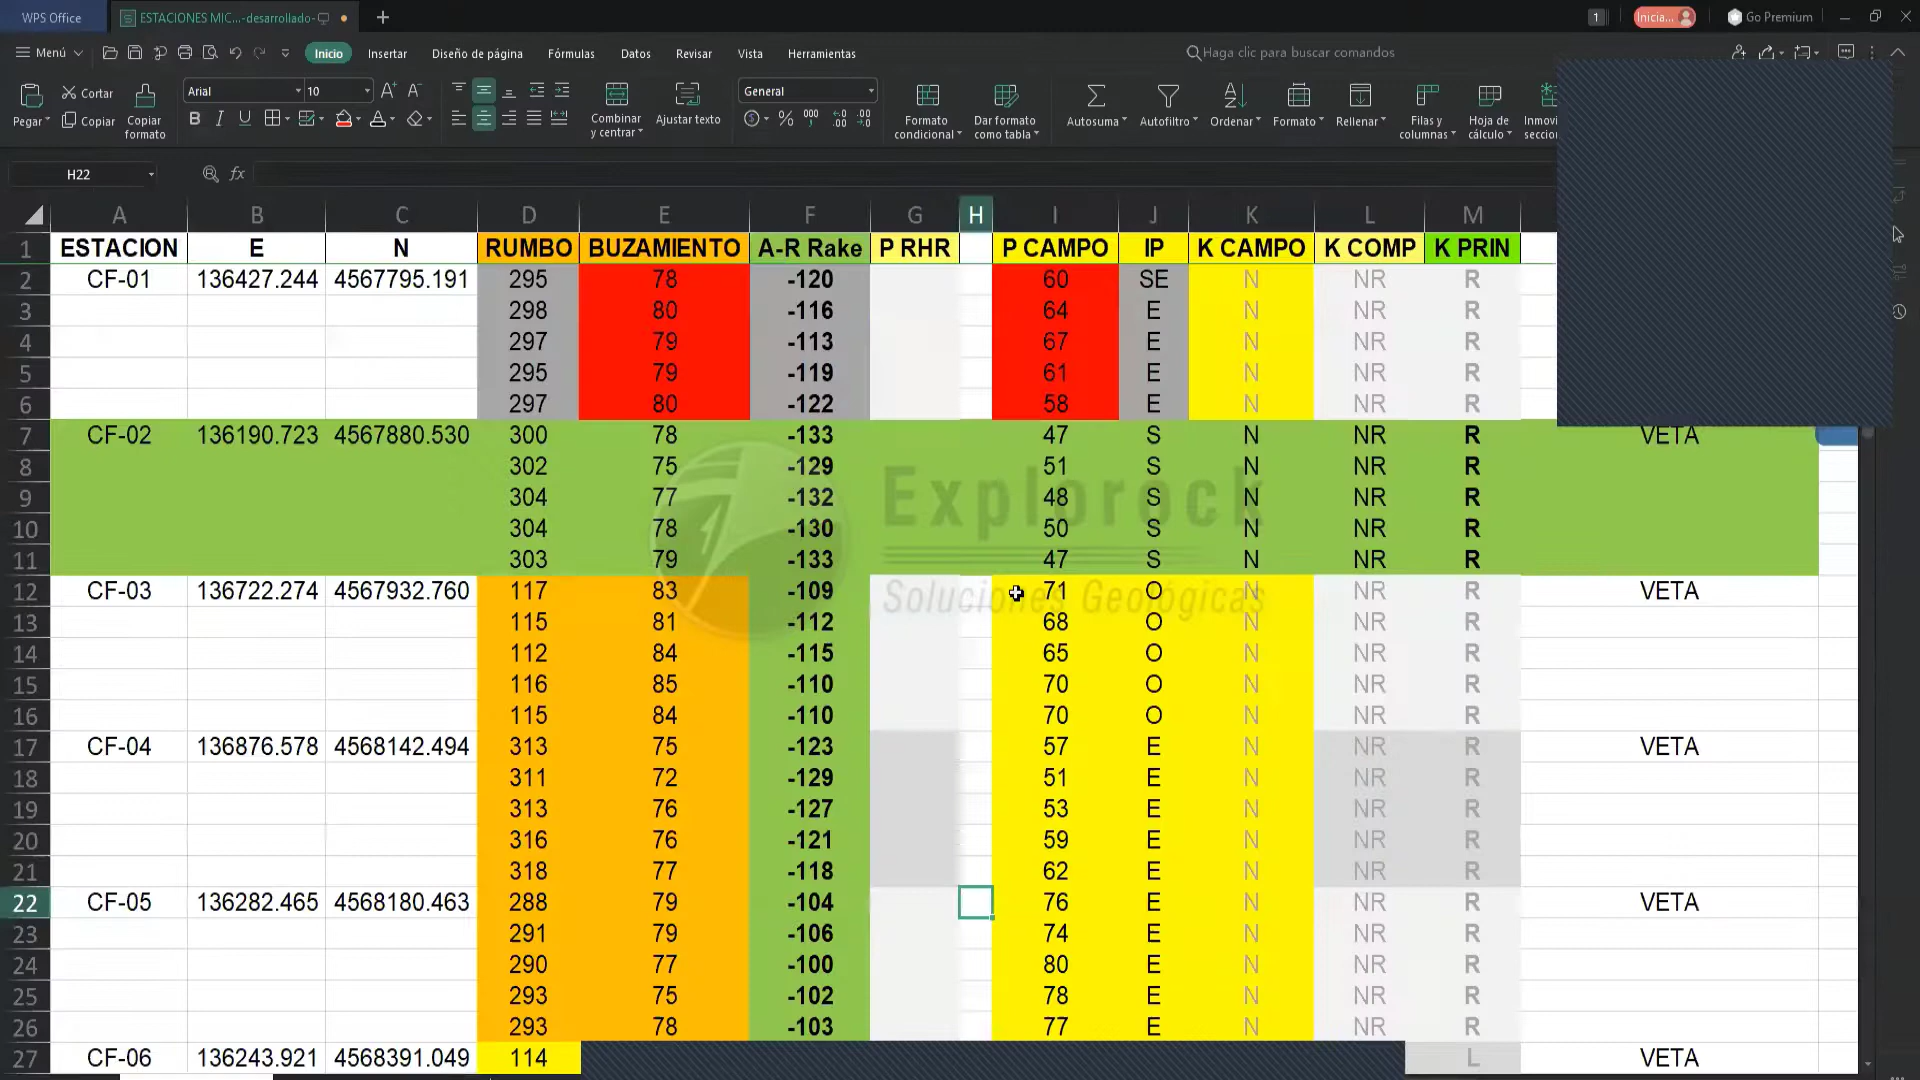 WPS Office
ESTACIONES MIC...-desarrollado-
1
Inicia...
Go Premium
Menú
Inicio
Insertar
Diseño de página
Fórmulas
Datos
Revisar
Vista
Herramientas
Haga clic para buscar comandos
Pegar
Cortar
Copiar
Copiar formato
Arial
10
Combinar y centrar
Ajustar texto
General
Formato condicional
Dar formato como tabla
Autosuma
Autofiltro
Ordenar
Formato
Rellenar
Filas y columnas
Hoja de cálculo
Inmovi
seccio
H22
fx
A B C D E F G H I J K L M
1 ESTACION E N RUMBO BUZAMIENTO A-R Rake P RHR P CAMPO IP K CAMPO K COMP K PRIN
2 CF-01 136427.244 4567795.191 295 78 -120 60 SE N NR R
3 298 80 -116 64 E N NR R
4 297 79 -113 67 E N NR R
5 295 79 -119 61 E N NR R
6 297 80 -122 58 E N NR R
7 CF-02 136190.723 4567880.530 300 78 -133 47 S N NR R VETA
8 302 75 -129 51 S N NR R
9 304 77 -132 48 S N NR R
10 304 78 -130 50 S N NR R
11 303 79 -133 47 S N NR R
12 CF-03 136722.274 4567932.760 117 83 -109 71 O N NR R VETA
13 115 81 -112 68 O N NR R
14 112 84 -115 65 O N NR R
15 116 85 -110 70 O N NR R
16 115 84 -110 70 O N NR R
17 CF-04 136876.578 4568142.494 313 75 -123 57 E N NR R VETA
18 311 72 -129 51 E N NR R
19 313 76 -127 53 E N NR R
20 316 76 -121 59 E N NR R
21 318 77 -118 62 E N NR R
22 CF-05 136282.465 4568180.463 288 79 -104 76 E N NR R VETA
23 291 79 -106 74 E N NR R
24 290 77 -100 80 E N NR R
25 293 75 -102 78 E N NR R
26 293 78 -103 77 E N NR R
27 CF-06 136243.921 4568391.049 114 L VETA
Explorock
Soluciones Geológicas